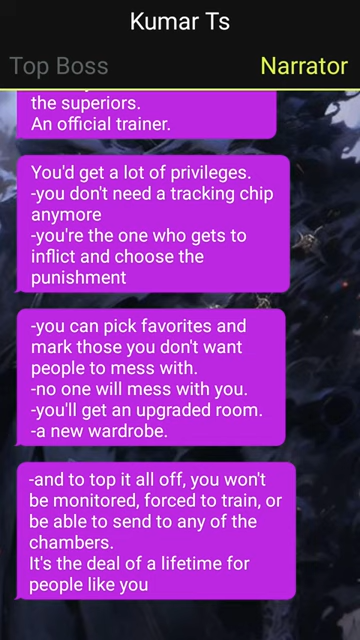 Kumar Ts
Top Boss
Narrator
the superiors.
An official trainer.
You'd get a lot of privileges.
-you don't need a tracking chip
anymore
-you're the one who gets to
inflict and choose the
punishment
-you can pick favorites and
mark those you don't want
people to mess with.
-no one will mess with you.
-you'll get an upgraded room.
-a new wardrobe.
-and to top it all off, you won't
be monitored, forced to train, or
be able to send to any of the
chambers.
It's the deal of a lifetime for
people like you